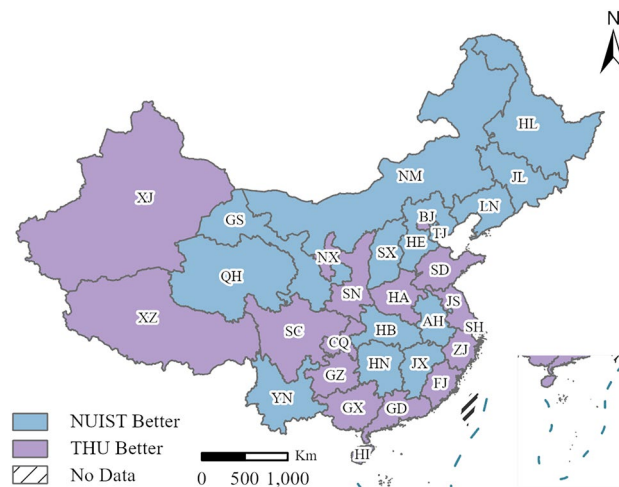 N
HL
NM
JL
XJ
LN
GS
BJ
TJ
NX
SX
HE
QH
SD
SN
HA
JS
XZ
SC
HB
AH
SH
CQ
ZJ
HN
JX
GZ
FJ
YN
GX
GD
HI
NUIST Better
THU Better
No Data
Km
0 500 1,000